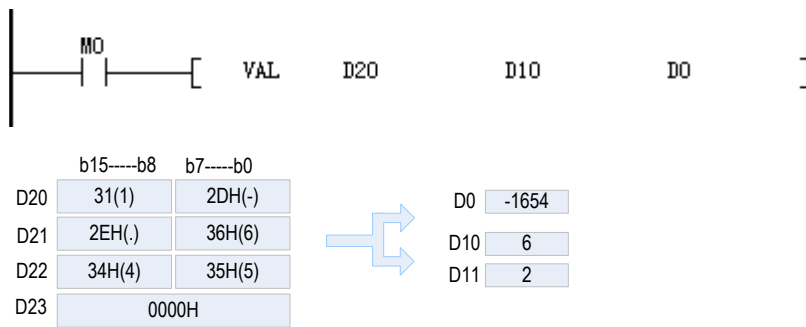 M0
VAL D20 D10 D0
b15-----b8 b7-----b0
D20 31(1) 2DH(-) D0 -1654
D21 2EH(.) 36H(6) D10 6
D22 34H(4) 35H(5) D11 2
D23 0000H